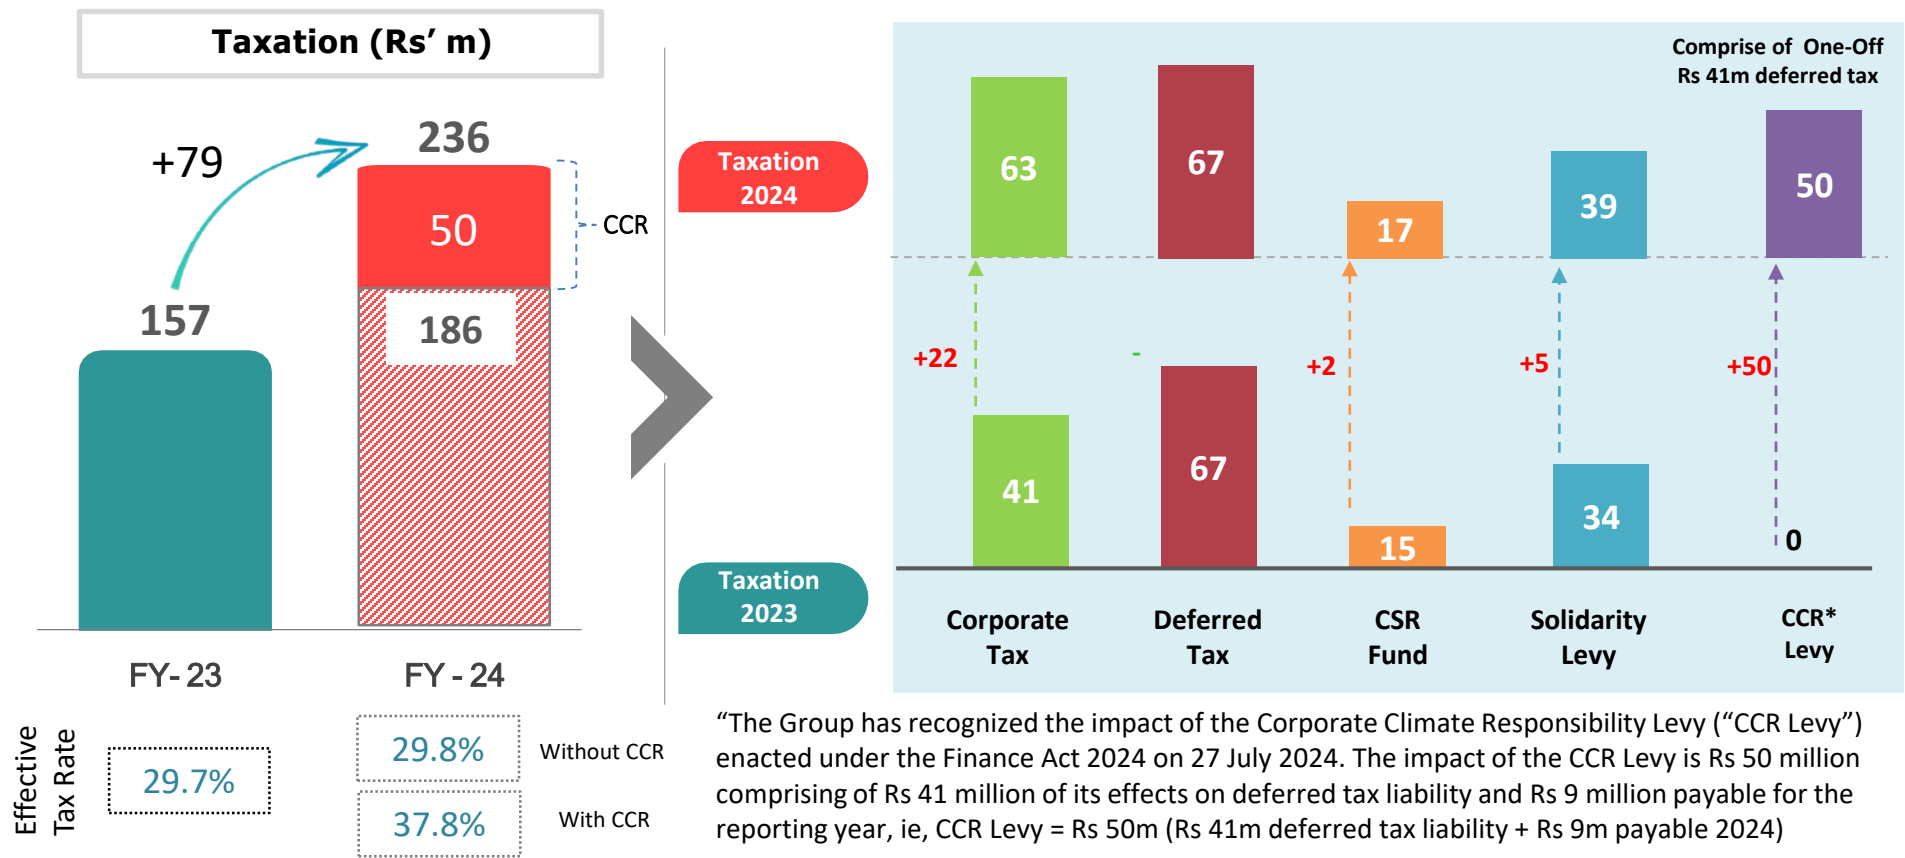 Taxation (Rs’ m)
+79
236
50
CCR
157
186
FY- 23
FY - 24
Effective
Tax Rate
29.7%
29.8%
Without CCR
37.8%
With CCR
Taxation
2024
Taxation
2023
Comprise of One-Off
Rs 41m deferred tax
63
67
17
39
50
+22
-
+2
+5
+50
41
67
15
34
0
Corporate
Tax
Deferred
Tax
CSR
Fund
Solidarity
Levy
CCR*
Levy
“The Group has recognized the impact of the Corporate Climate Responsibility Levy (“CCR Levy”)
enacted under the Finance Act 2024 on 27 July 2024. The impact of the CCR Levy is Rs 50 million
comprising of Rs 41 million of its effects on deferred tax liability and Rs 9 million payable for the
reporting year, ie, CCR Levy = Rs 50m (Rs 41m deferred tax liability + Rs 9m payable 2024)